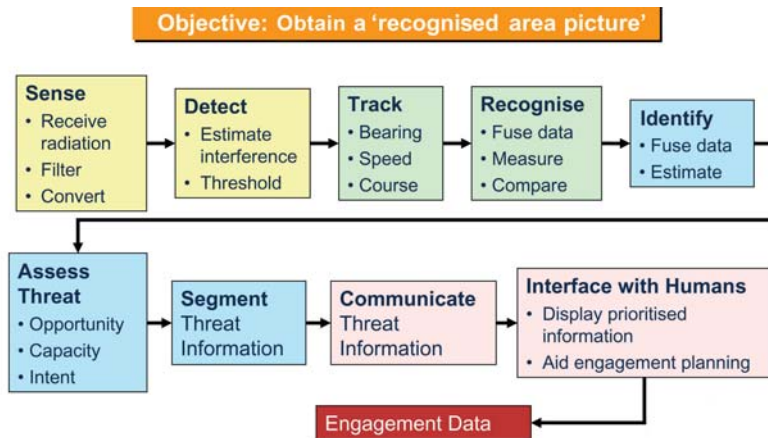 Objective: Obtain a ‘recognised area picture’
Sense
• Receive
radiation
• Filter
• Convert
Detect
• Estimate
interference
• Threshold
Track
• Bearing
• Speed
• Course
Recognise
• Fuse data
• Measure
• Compare
Identify
• Fuse data
• Estimate
Assess
Threat
• Opportunity
• Capacity
• Intent
Segment
Threat
Information
Communicate
Threat
Information
Interface with Humans
• Display prioritised
information
• Aid engagement planning
Engagement Data